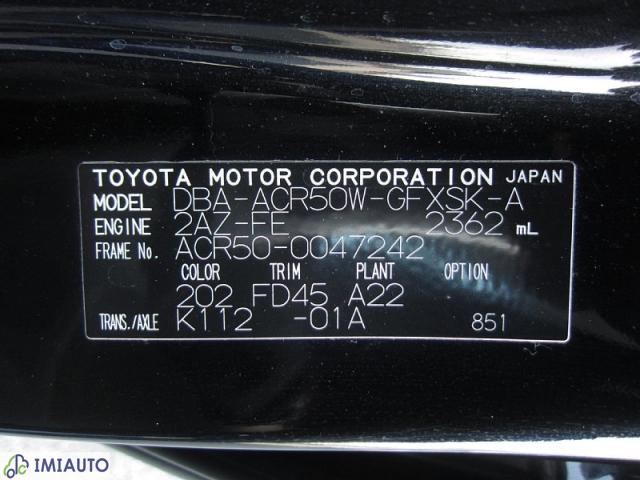 TOYOTA MOTOR CORPORATION JAPAN
MODEL DBA-ACR50W-GFXSK-A
ENGINE 2AZ-FE 2362 mL
FRAME No. ACR50-0047242
COLOR TRIM PLANT OPTION
202 FD45 A22
TRANS./AXLE K112 -01A 851
IMIAUTO